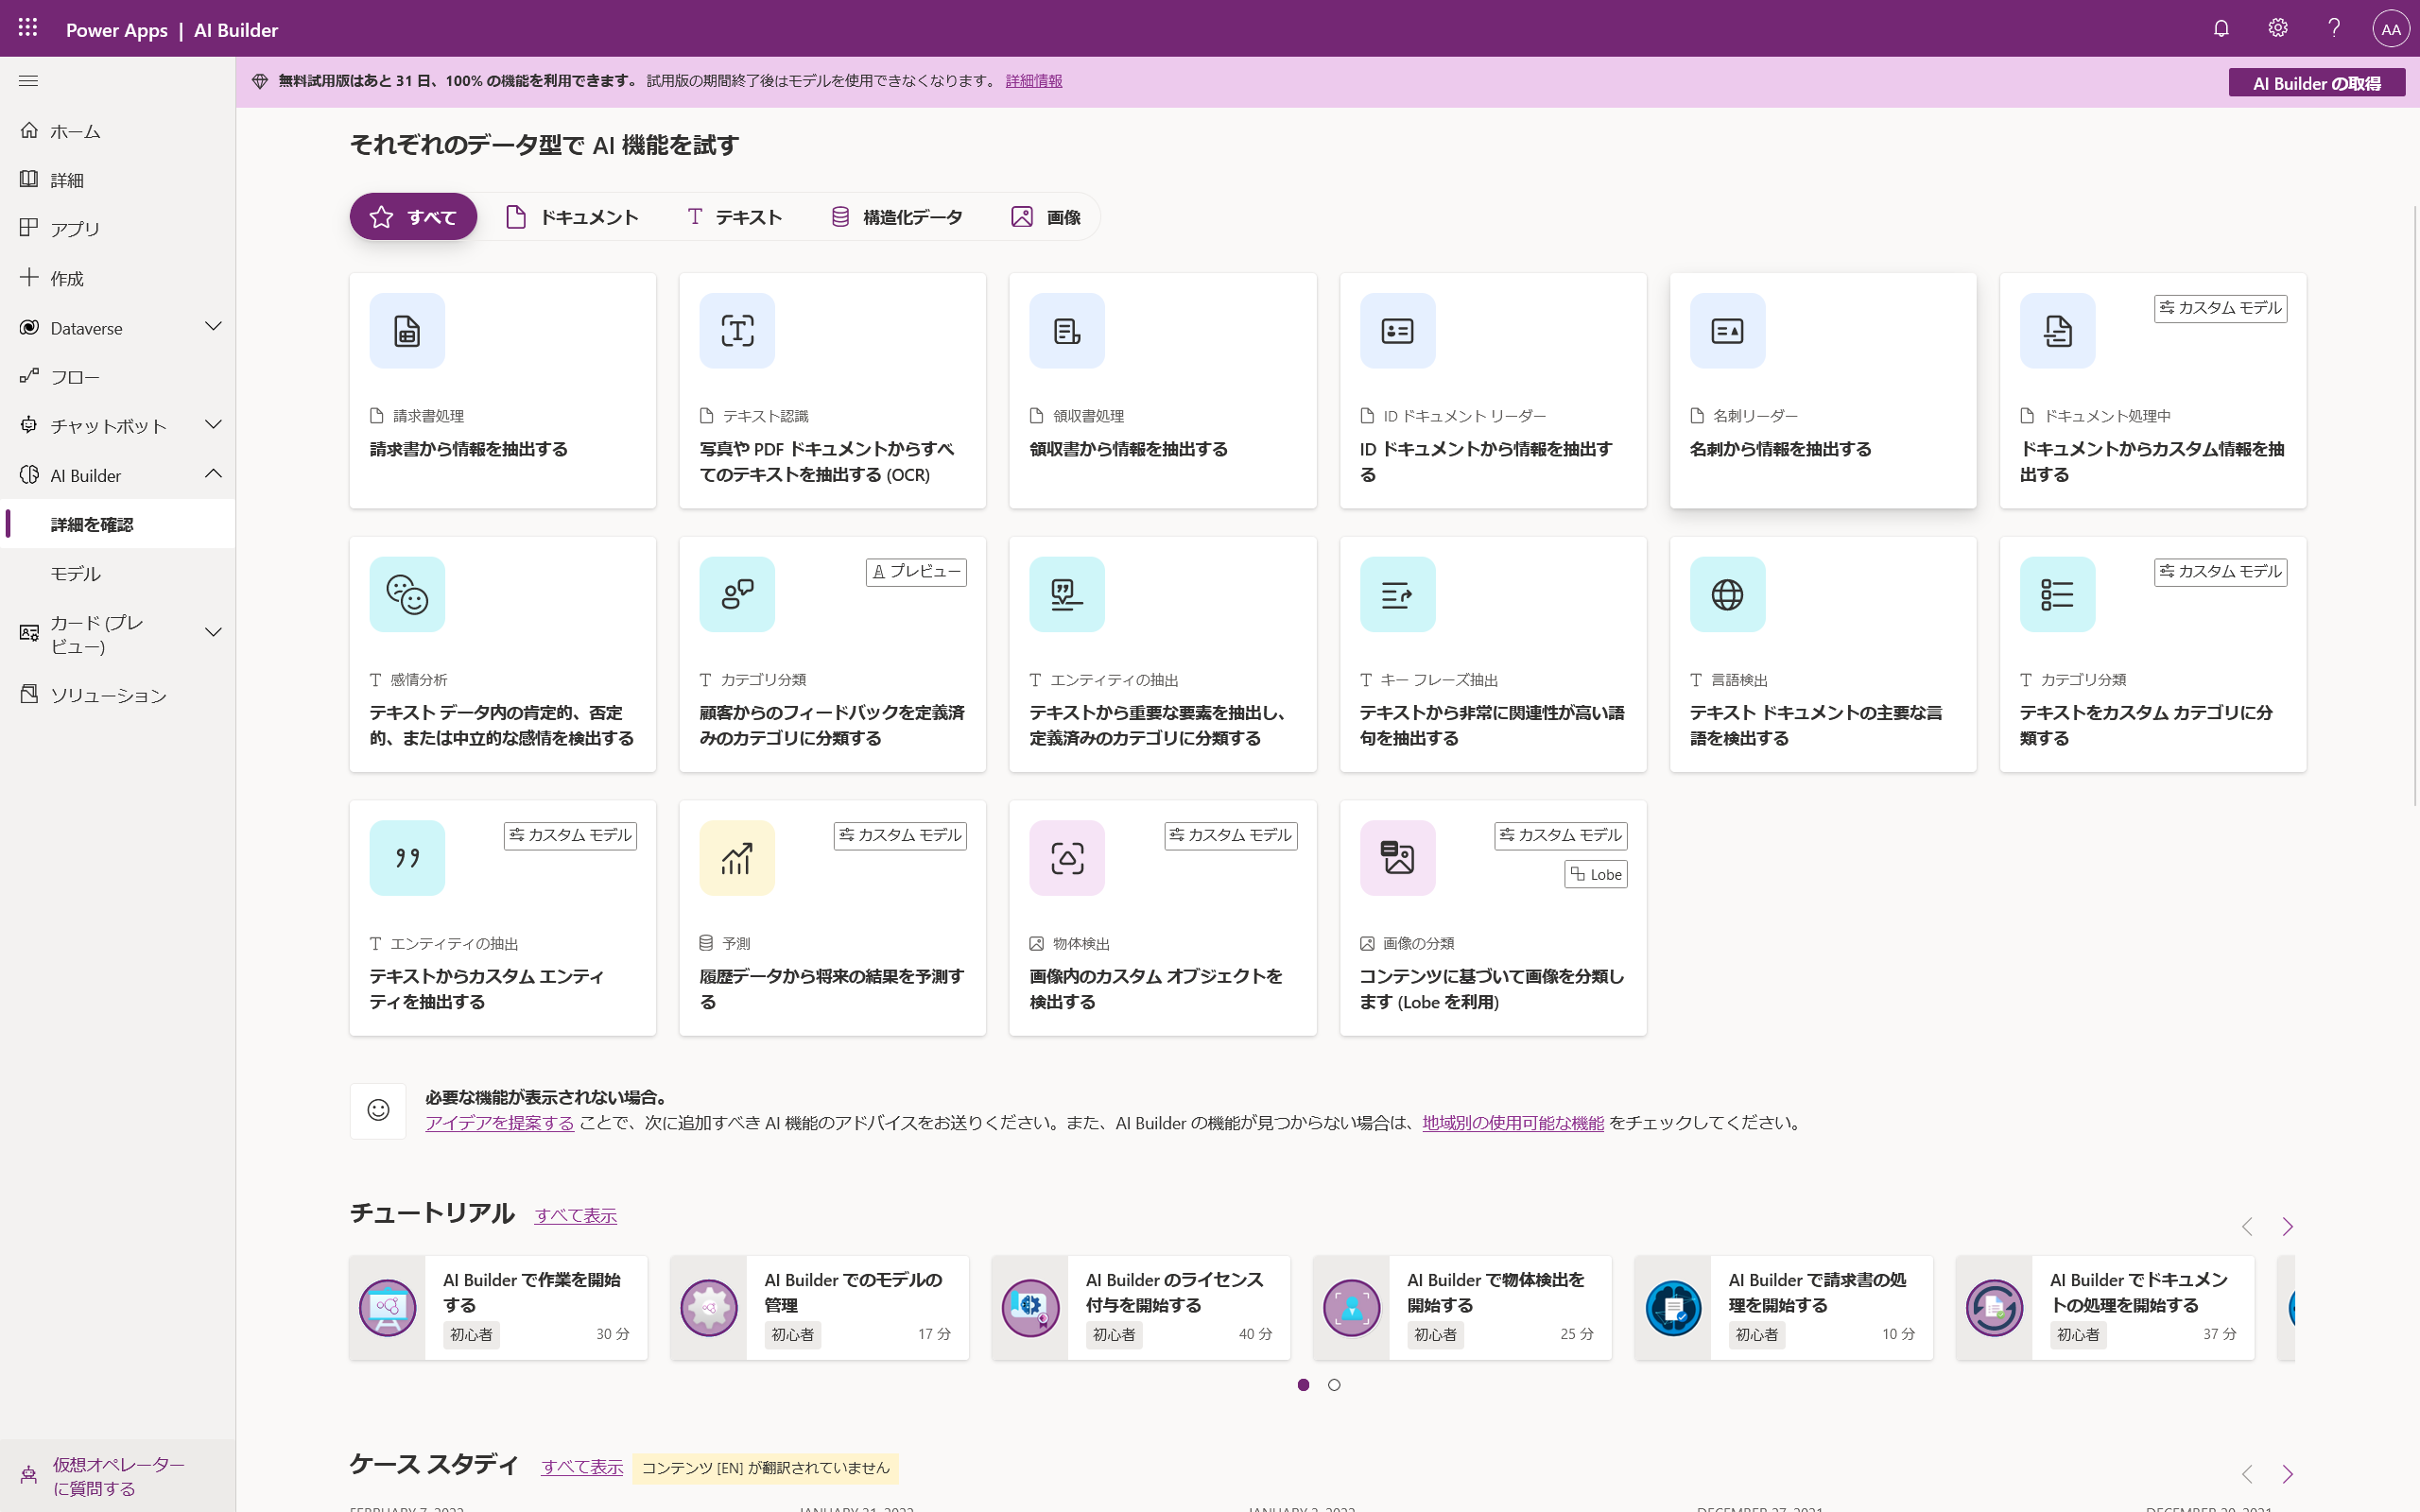 Power Apps | AI Builder
AA
無料試用版はあと 31 日、100% の機能を利用できます。 試用版の期間終了後はモデルを使用できなくなります。 詳細情報
AI Builder の取得
ホーム
詳細
アプリ
作成
Dataverse
フロー
チャットボット
AI Builder
詳細を確認
モデル
カード (プレ
ビュー)
ソリューション
仮想オペレーター
に質問する
それぞれのデータ型で AI 機能を試す
すべて
ドキュメント
テキスト
構造化データ
画像
請求書処理
請求書から情報を抽出する
テキスト認識
写真や PDF ドキュメントからすべ
てのテキストを抽出する (OCR)
領収書処理
領収書から情報を抽出する
ID ドキュメント リーダー
ID ドキュメントから情報を抽出す
る
名刺リーダー
名刺から情報を抽出する
カスタム モデル
ドキュメント処理中
ドキュメントからカスタム情報を抽
出する
感情分析
テキスト データ内の肯定的、否定
的、または中立的な感情を検出する
プレビュー
カテゴリ分類
顧客からのフィードバックを定義済
みのカテゴリに分類する
エンティティの抽出
テキストから重要な要素を抽出し、
定義済みのカテゴリに分類する
キー フレーズ抽出
テキストから非常に関連性が高い語
句を抽出する
言語検出
テキスト ドキュメントの主要な言
語を検出する
カスタム モデル
カテゴリ分類
テキストをカスタム カテゴリに分
類する
カスタム モデル
エンティティの抽出
テキストからカスタム エンティ
ティを抽出する
カスタム モデル
予測
履歴データから将来の結果を予測す
る
カスタム モデル
物体検出
画像内のカスタム オブジェクトを
検出する
カスタム モデル
Lobe
画像の分類
コンテンツに基づいて画像を分類し
ます (Lobe を利用)
必要な機能が表示されない場合。
アイデアを提案する ことで、次に追加すべき AI 機能のアドバイスをお送りください。また、AI Builder の機能が見つからない場合は、地域別の使用可能な機能 をチェックしてください。
チュートリアル すべて表示
AI Builder で作業を開始
する
初心者 30 分
AI Builder でのモデルの
管理
初心者 17 分
AI Builder のライセンス
付与を開始する
初心者 40 分
AI Builder で物体検出を
開始する
初心者 25 分
AI Builder で請求書の処
理を開始する
初心者 10 分
AI Builder でドキュメン
トの処理を開始する
初心者 37 分
ケース スタディ すべて表示 コンテンツ [EN] が翻訳されていません
FEBRUARY 7, 2022
JANUARY 31, 2022
JANUARY 3, 2022
DECEMBER 27, 2021
DECEMBER 20, 2021